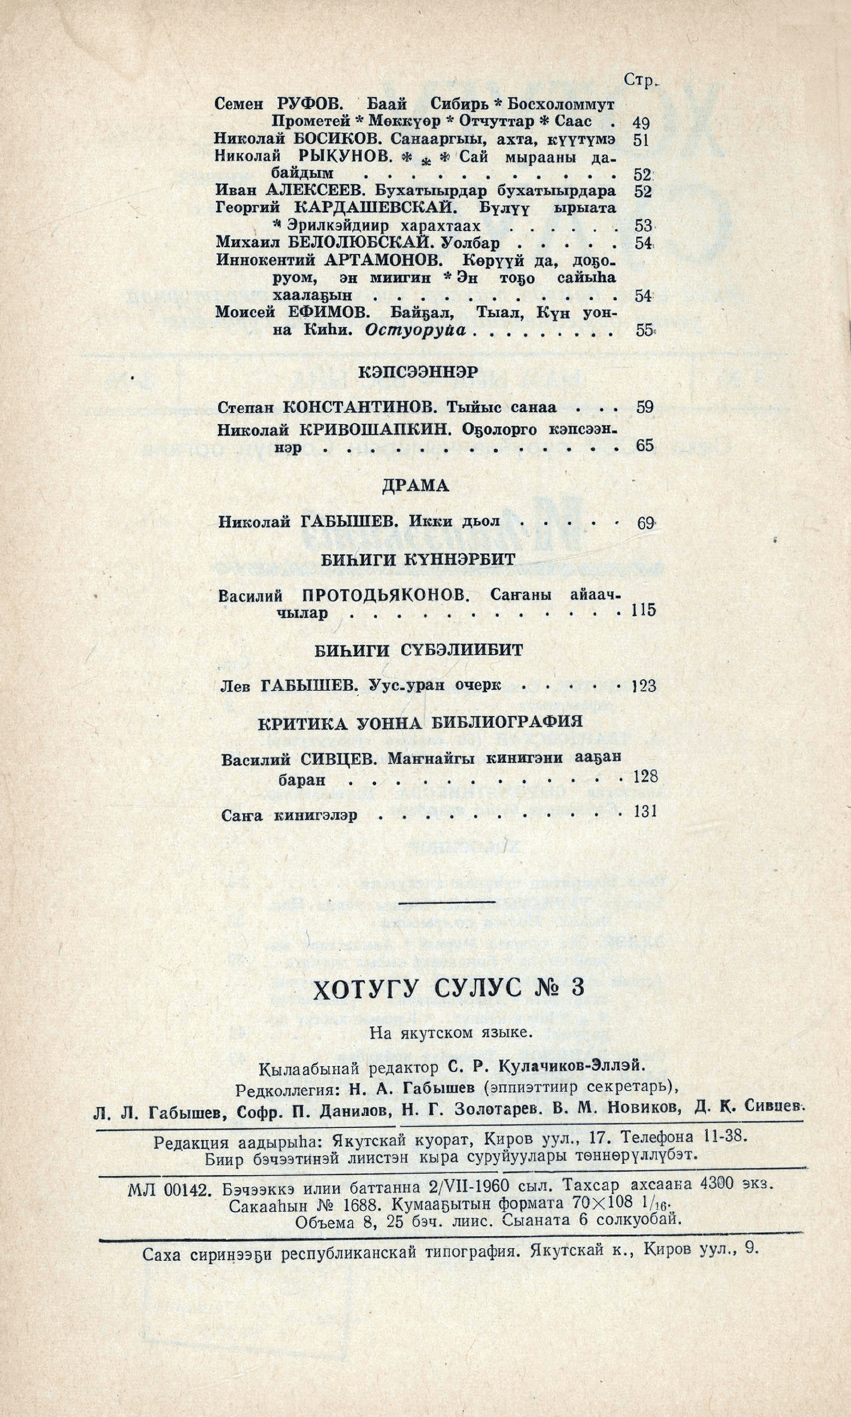 Стр.
Семен РУФОВ. Баай Сибирь * Босхоломмут
Прометей * Мөккүөр * Отчуттар * Саас . 49
Николай БОСИКОВ. Санааргыы, ахта, күүтүмэ 51
Николай РЫКУНОВ. * * * Сай мырааны да-
байдым . . . . . . . . . . 52
Иван АЛЕКСЕЕВ. Бухатыырдар бухатыырдара 52
Георгий КАРДАШЕВСКАЙ. Бүлүү ырыата
* Эрилкэйдиир харахтаах . . . . . . 53
Михаил БЕЛОЛЮБСКАЙ. Уолбар . . . . . 54
Иннокентий АРТАМОНОВ. Көрүүй да, доҕо-
руом, эн миигин * Эн тоҕо сайыһа
хаалаҕын . . . . . . . . . . . 54
Моисей ЕФИМОВ. Байҕал, Тыал, Күн уон-
на Киһи. Остуоруйа . . . . . . . . . 55
КЭПСЭЭННЭР
Степан КОНСТАНТИНОВ. Тыйыс санаа . . . 59
Николай КРИВОШАПКИН. Оҕолорго кэпсээн-
нэр . . . . . . . . . . . . . 65
ДРАМА
Николай ГАБЫШЕВ. Икки дьол . . . . . 69
БИҺИГИ КҮННЭРБИТ
Василий ПРОТОДЬЯКОНОВ. Саҥаны айаач-
чылар . . . . . . . . . . . . 115
БИҺИГИ СҮБЭЛИИБИТ
Лев ГАБЫШЕВ. Уус-уран очерк . . . . . 123
КРИТИКА УОННА БИБЛИОГРАФИЯ
Василий СИВЦЕВ. Маҥнайгы кинигэни ааҕан
баран . . . . . . . . . . . . 128
Саҥа кинигэлэр . . . . . . . . . . . 131
ХОТУГУ СУЛУС № 3
На якутском языке.
Кылаабынай редактор С. Р. Кулачиков-Эллэй.
Редколлегия: Н. А. Габышев (эппиэттиир секретарь),
Л. Л. Габышев, Софр. П. Данилов, Н. Г. Золотарев. В. М. Новиков, Д. К. Сивцев.
Редакция аадырыһа: Якутскай куорат, Киров уул., 17. Телефона 11-38.
Биир бэчээтинэй лиистэн кыра суруйуулары төннөрүллүбэт.
МЛ 00142. Бэчээккэ илии баттанна 2/VII-1960 сыл. Тахсар ахсаана 4300 экз.
Сакааһын № 1688. Кумааҕытын формата 70×108 1/16.
Объема 8, 25 бэч. лиис. Сыаната 6 солкуобай.
Саха сиринээҕи республиканскай типография. Якутскай к., Киров уул., 9.